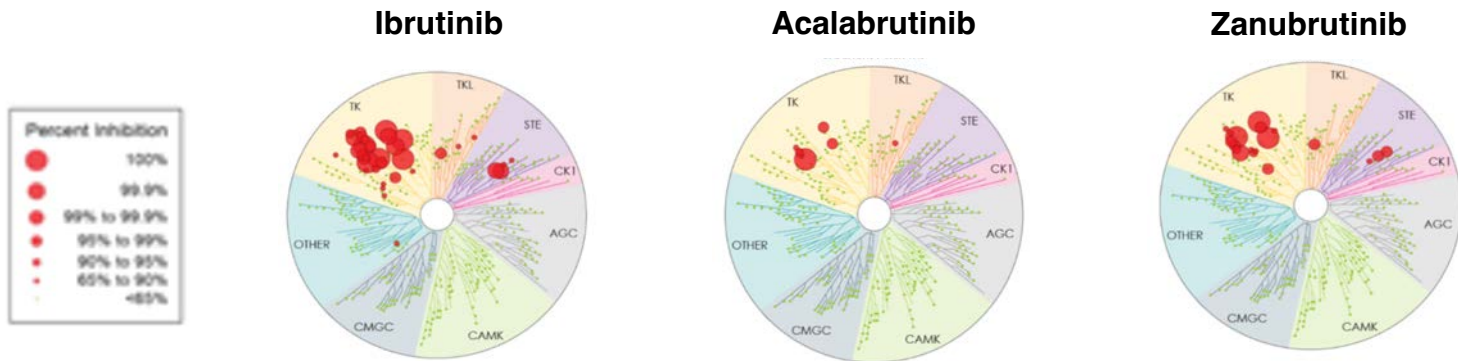 Ibrutinib
Acalabrutinib
Zanubrutinib
Percent Inhibition
100%
99.9%
99% to 99.9%
95% to 99%
90% to 95%
65% to 90%
<65%
TK
TKL
STE
CK1
AGC
CAMK
CMGC
OTHER
TK
TKL
STE
CK1
AGC
CAMK
CMGC
OTHER
TK
TKL
STE
CK1
AGC
CAMK
CMGC
OTHER